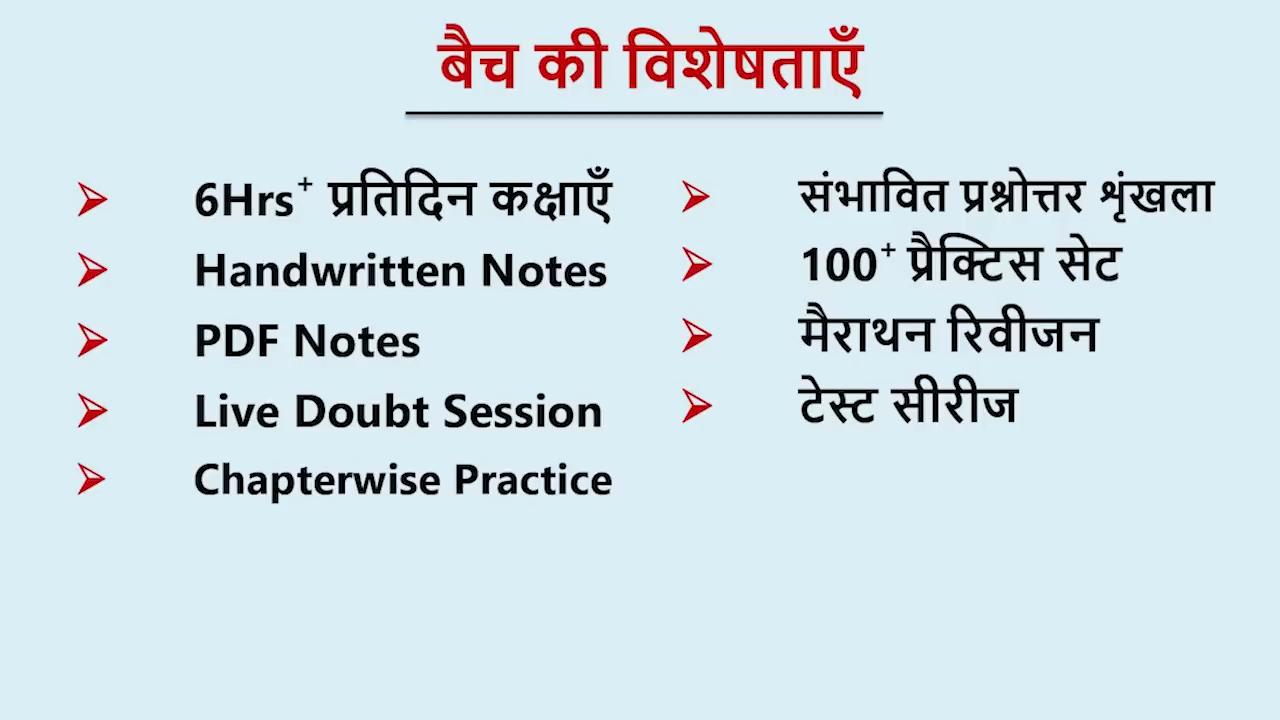 बैच की विशेषताएँ
6Hrs+ प्रतिदिन कक्षाएँ
Handwritten Notes
PDF Notes
Live Doubt Session
Chapterwise Practice
संभावित प्रश्नोत्तर शृंखला
100+ प्रैक्टिस सेट
मैराथन रिवीजन
टेस्ट सीरीज